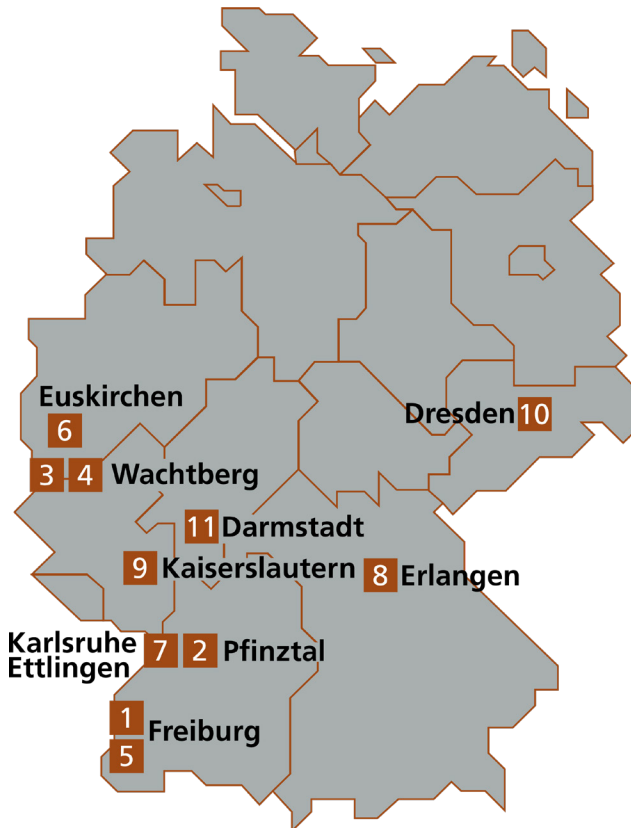 Euskirchen
6
Dresden 10
3 4 Wachtberg
11 Darmstadt
9 Kaiserslautern
8 Erlangen
Karlsruhe
Ettlingen
7 2 Pfinztal
1
Freiburg
5